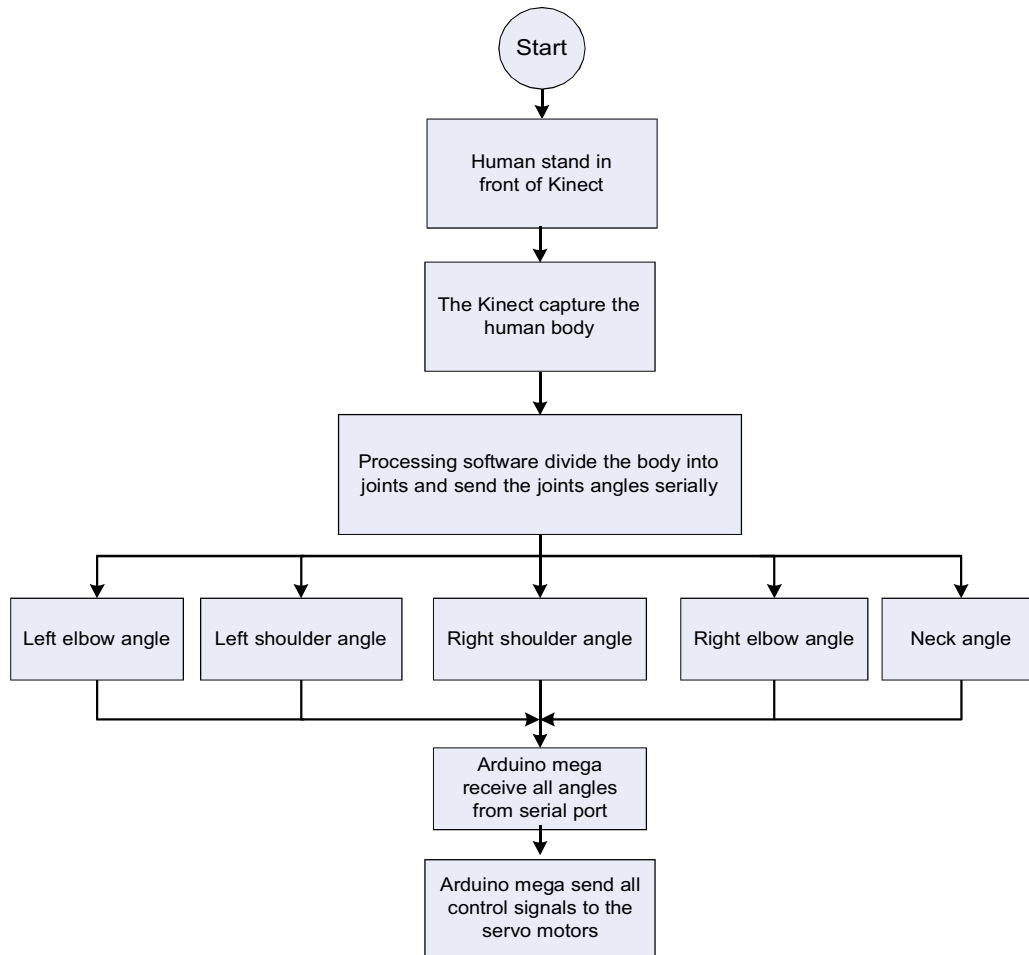 Start
Human stand in
front of Kinect
The Kinect capture the
human body
Processing software divide the body into
joints and send the joints angles serially
Left elbow angle
Left shoulder angle
Right shoulder angle
Right elbow angle
Neck angle
Arduino mega
receive all angles
from serial port
Arduino mega send all
control signals to the
servo motors